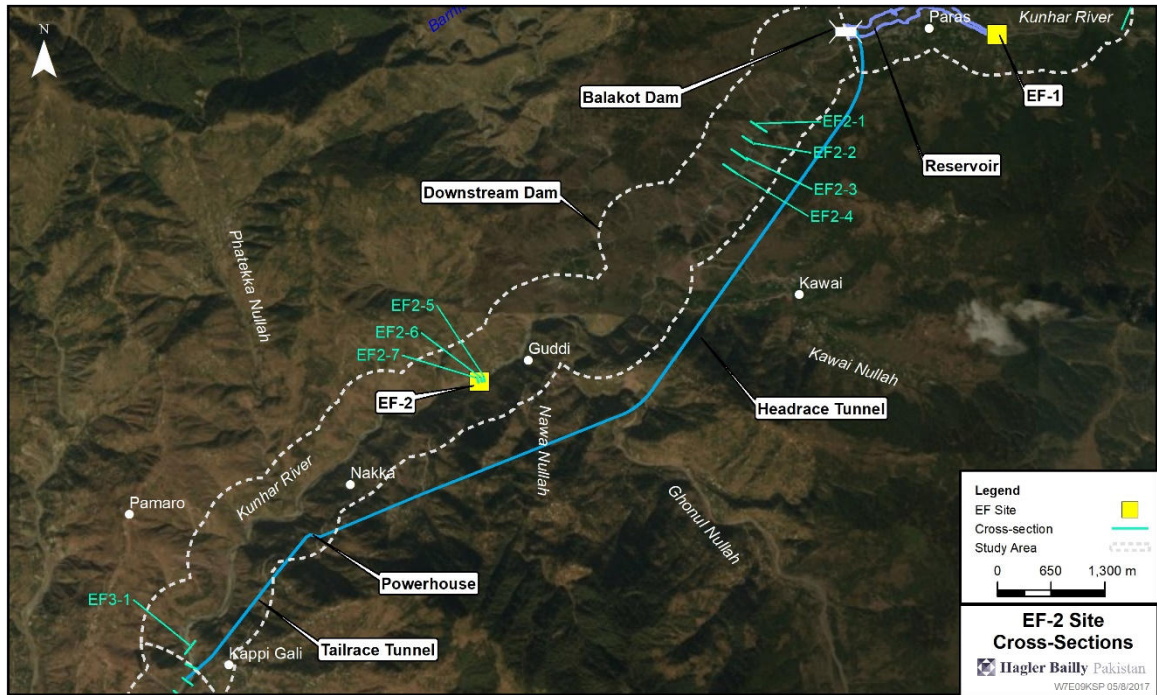 N
Barni
Paras
Kunhar River
Balakot Dam
EF-1
EF2-1
EF2-2
EF2-3
EF2-4
Reservoir
Downstream Dam
Phatekka Nullah
Kawai
EF2-5
EF2-6
EF2-7
Guddi
Kawai Nullah
EF-2
Headrace Tunnel
Nawa Nullah
Nakka
Kunhar River
Ghonul Nullah
Pamaro
Powerhouse
EF3-1
Tailrace Tunnel
Kappi Gali
Legend
EF Site
Cross-section
Study Area
0 650 1,300 m
EF-2 Site
Cross-Sections
Hagler Bailly Pakistan
W7E09KSP 05/8/2017